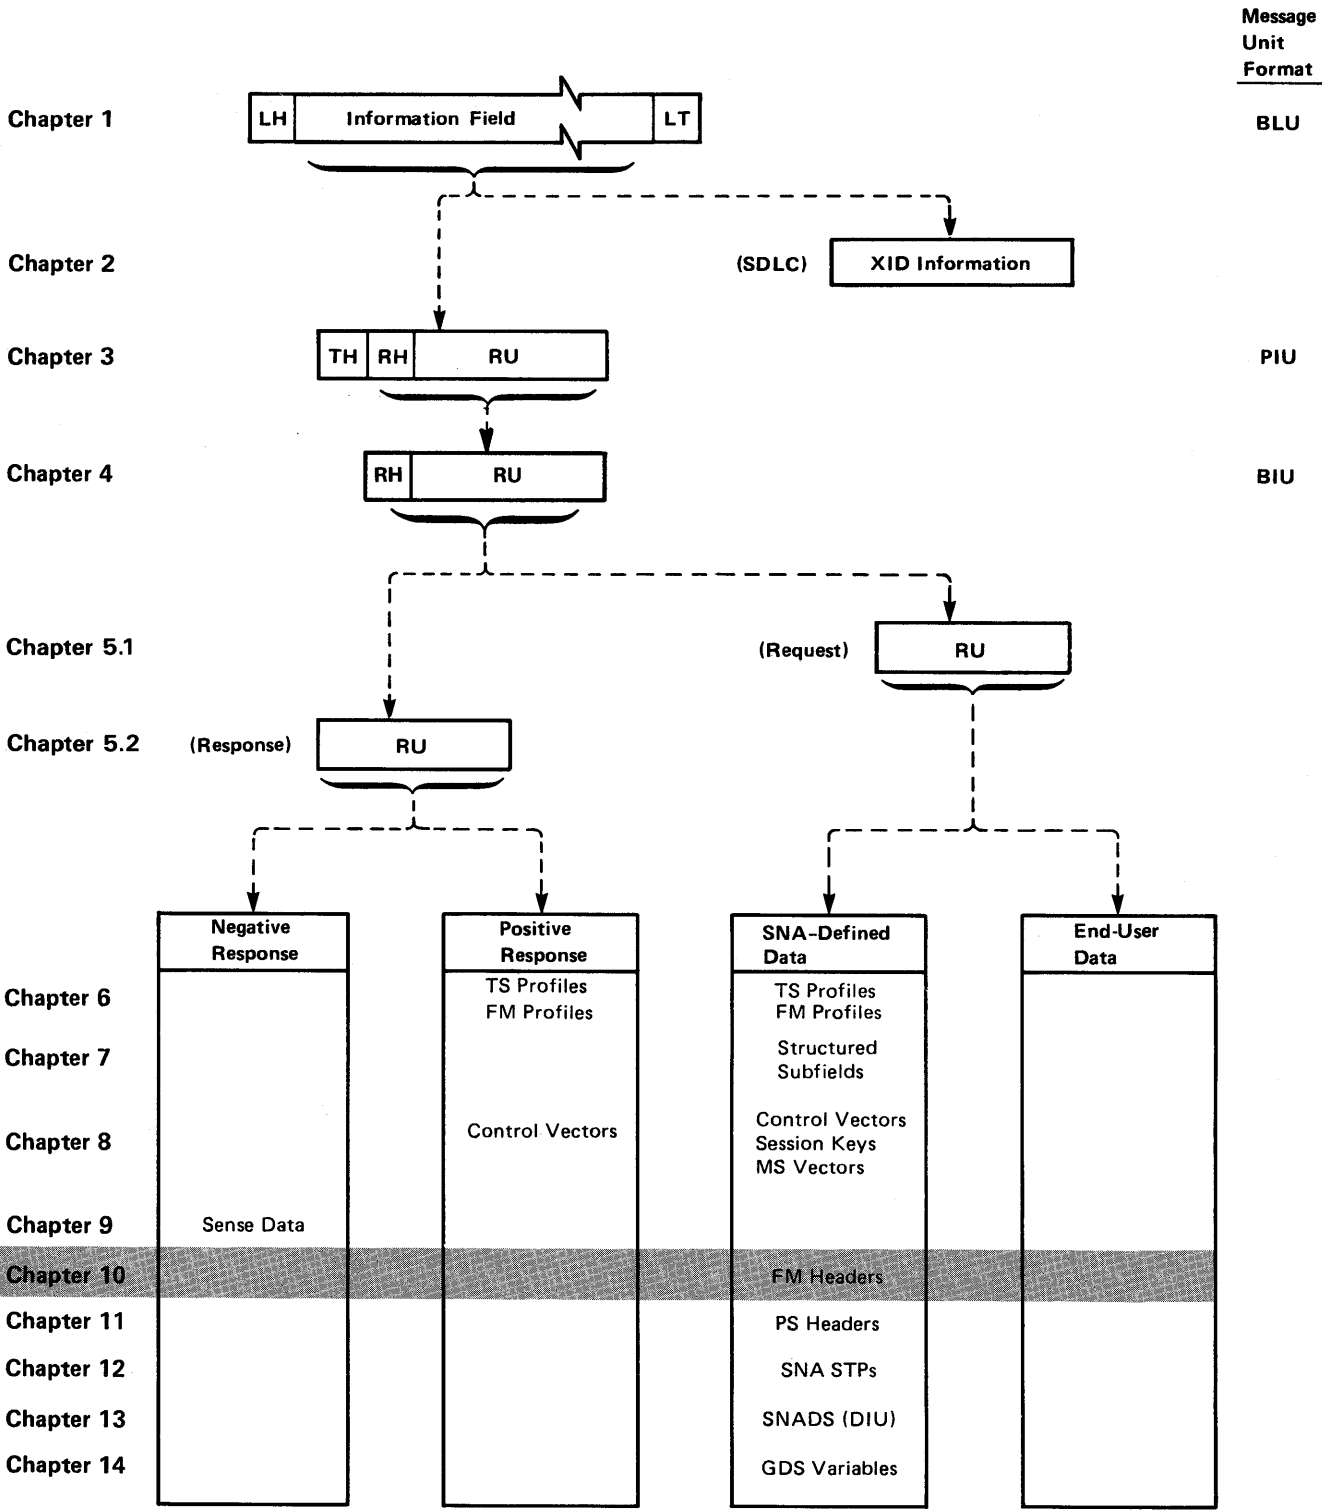 Message
Unit
Format
Chapter 1
LH
Information Field
LT
BLU
Chapter 2
(SDLC)
XID Information
Chapter 3
TH
RH
RU
PIU
Chapter 4
RH
RU
BIU
Chapter 5.1
(Request)
RU
Chapter 5.2
(Response)
RU
Negative
Response
Positive
Response
SNA-Defined
Data
End-User
Data
Chapter 6
TS Profiles
FM Profiles
TS Profiles
FM Profiles
Chapter 7
Structured
Subfields
Chapter 8
Control Vectors
Control Vectors
Session Keys
MS Vectors
Chapter 9
Sense Data
Chapter 10
FM Headers
Chapter 11
PS Headers
Chapter 12
SNA STPs
Chapter 13
SNADS (DIU)
Chapter 14
GDS Variables